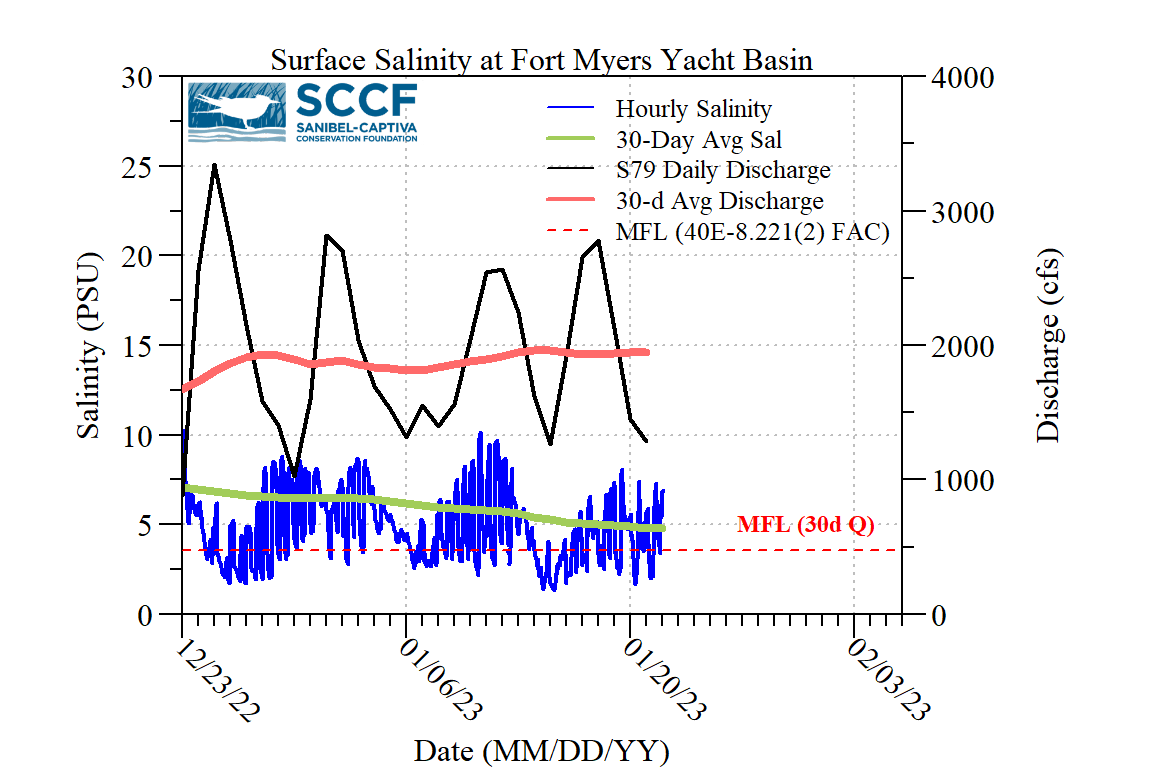 Surface Salinity at Fort Myers Yacht Basin
SCCF
SANIBEL-CAPTIVA
CONSERVATION FOUNDATION
Hourly Salinity
30-Day Avg Sal
S79 Daily Discharge
30-d Avg Discharge
MFL (40E-8.221(2) FAC)
30
25
20
15
10
5
0
Salinity (PSU)
4000
3000
2000
1000
0
Discharge (cfs)
MFL (30d Q)
12/23/22
01/06/23
01/20/23
02/03/23
Date (MM/DD/YY)